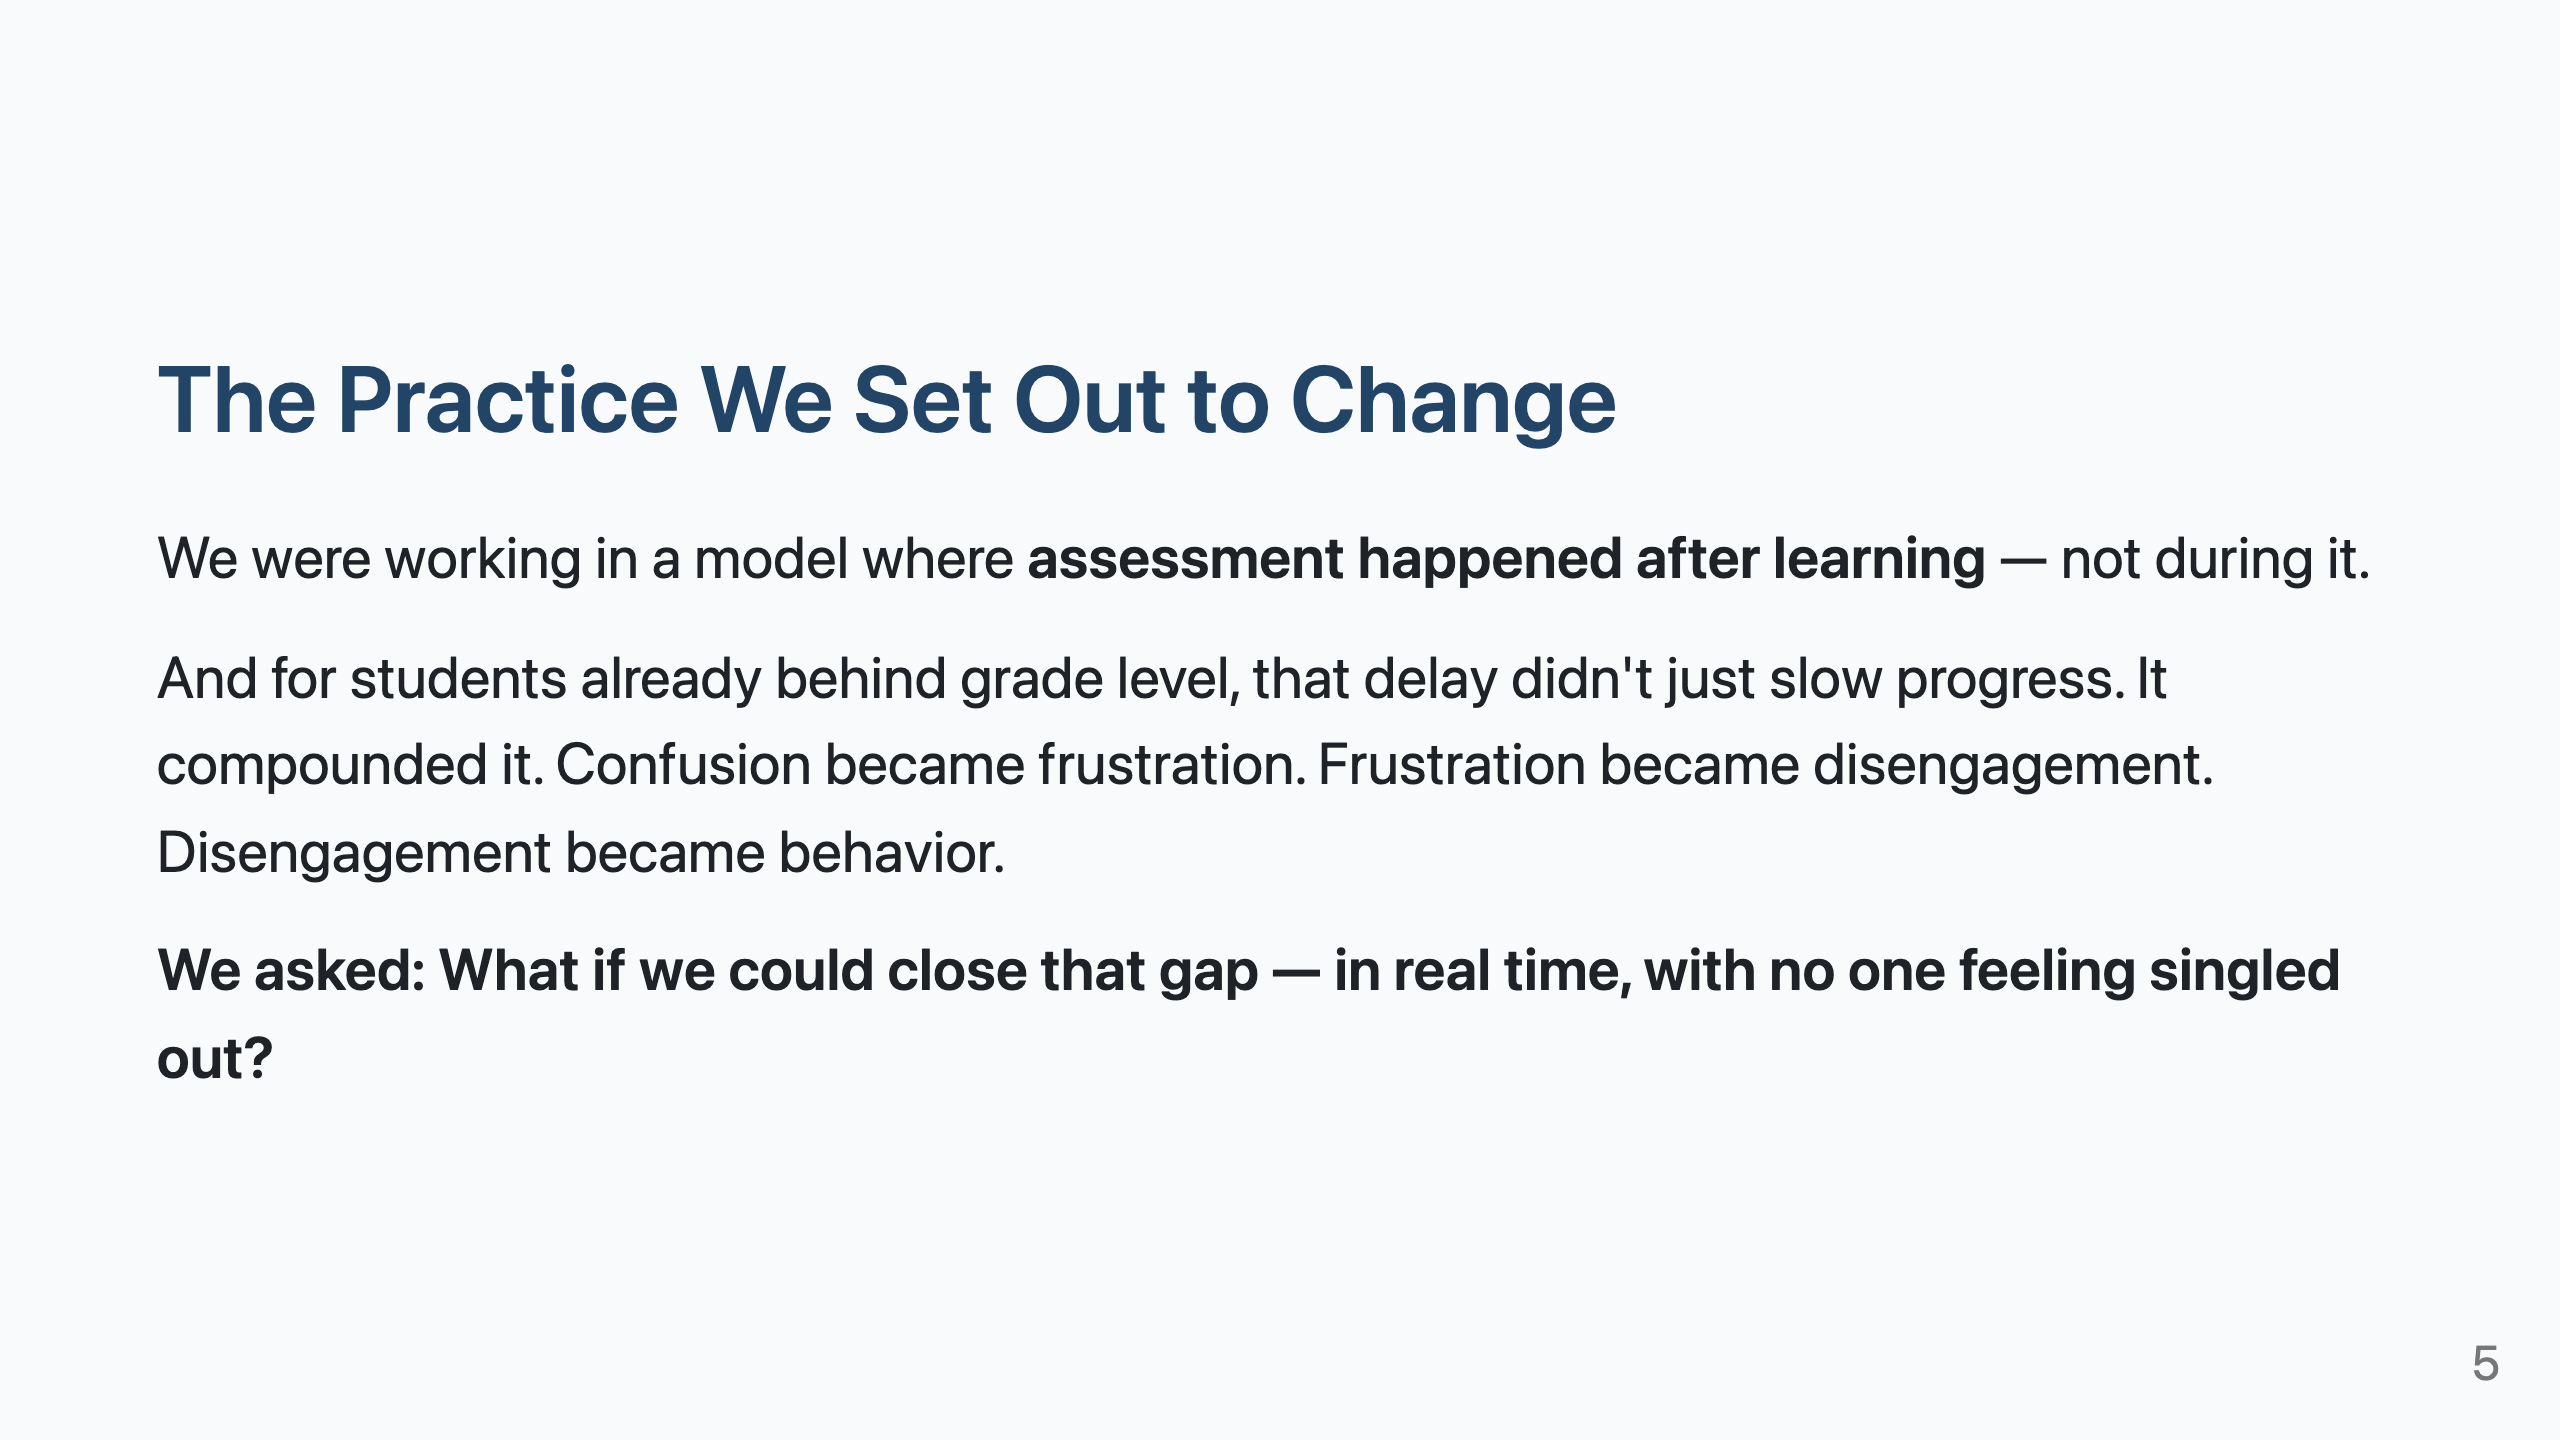 The Practice We Set Out to Change
We were working in a model where assessment happened after learning — not during it.
And for students already behind grade level, that delay didn't just slow progress. It
compounded it. Confusion became frustration. Frustration became disengagement.
Disengagement became behavior.
We asked: What if we could close that gap — in real time, with no one feeling singled
out?
5